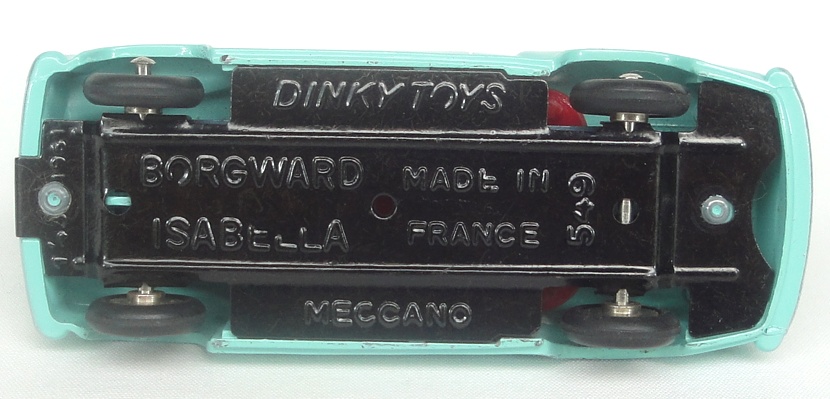 DINKY TOYS
BORGWARD
ISABELLA
MADE IN
FRANCE
549
MECCANO